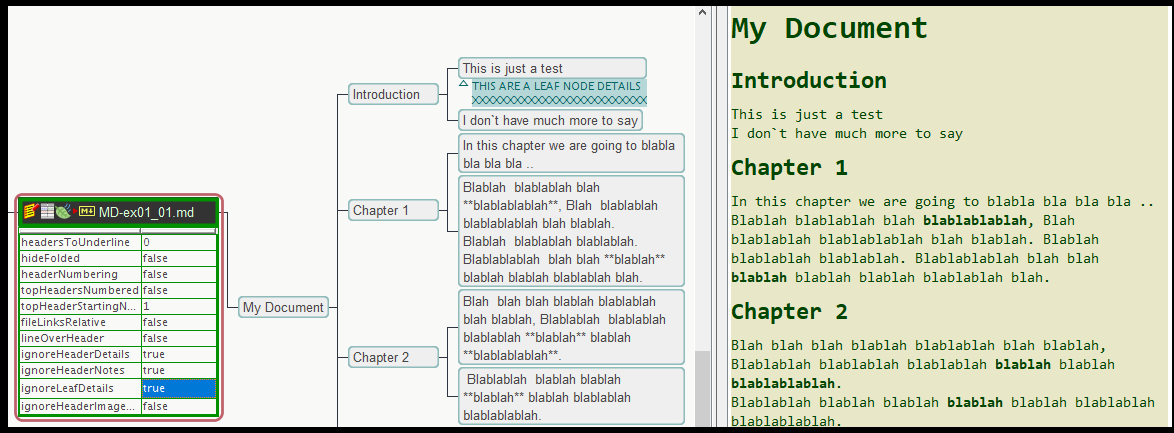 MD-ex01_01.md
headersToUnderline 0
hideFolded false
headerNumbering false
topHeadersNumbered false
topHeaderStartingN... 1
fileLinksRelative false
lineOverHeader false
ignoreHeaderDetails true
ignoreHeaderNotes true
ignoreLeafDetails true
ignoreHeaderImage... false
My Document
Introduction
This is just a test
THIS ARE A LEAF NODE DETAILS
XXXXXXXXXXXXXXXXXXXXXXXXXX
I don`t have much more to say
Chapter 1
In this chapter we are going to blabla
bla bla bla ..
Blablah blablablah blah
**blablablablah**, Blah blablablah
blablablablah blah blablah.
Blablah blablablah blablablah.
Blablablablah blah blah **blablah**
blablah blablah blablablah blah.
Chapter 2
Blah blah blah blablah blablablah
blah blablah, Blablablah blablablah
blablablah **blablah** blablah
**blablablablah**.
Blablablah blablah blablah
**blablah** blablah blablablah
blablablablah.
My Document
Introduction
This is just a test
I don`t have much more to say
Chapter 1
In this chapter we are going to blabla bla bla bla ..
Blablah blablablah blah blablablablah, Blah
blablablah blablablablah blah blablah. Blablah
blablablah blablablah. Blablablablah blah blah
blablah blablah blablah blablablah blah.
Chapter 2
Blah blah blah blablah blablablah blah blablah,
Blablablah blablablah blablablah blablah blablah
blablablablah.
Blablablah blablah blablah blablah blablah blablablah
blablablablah.